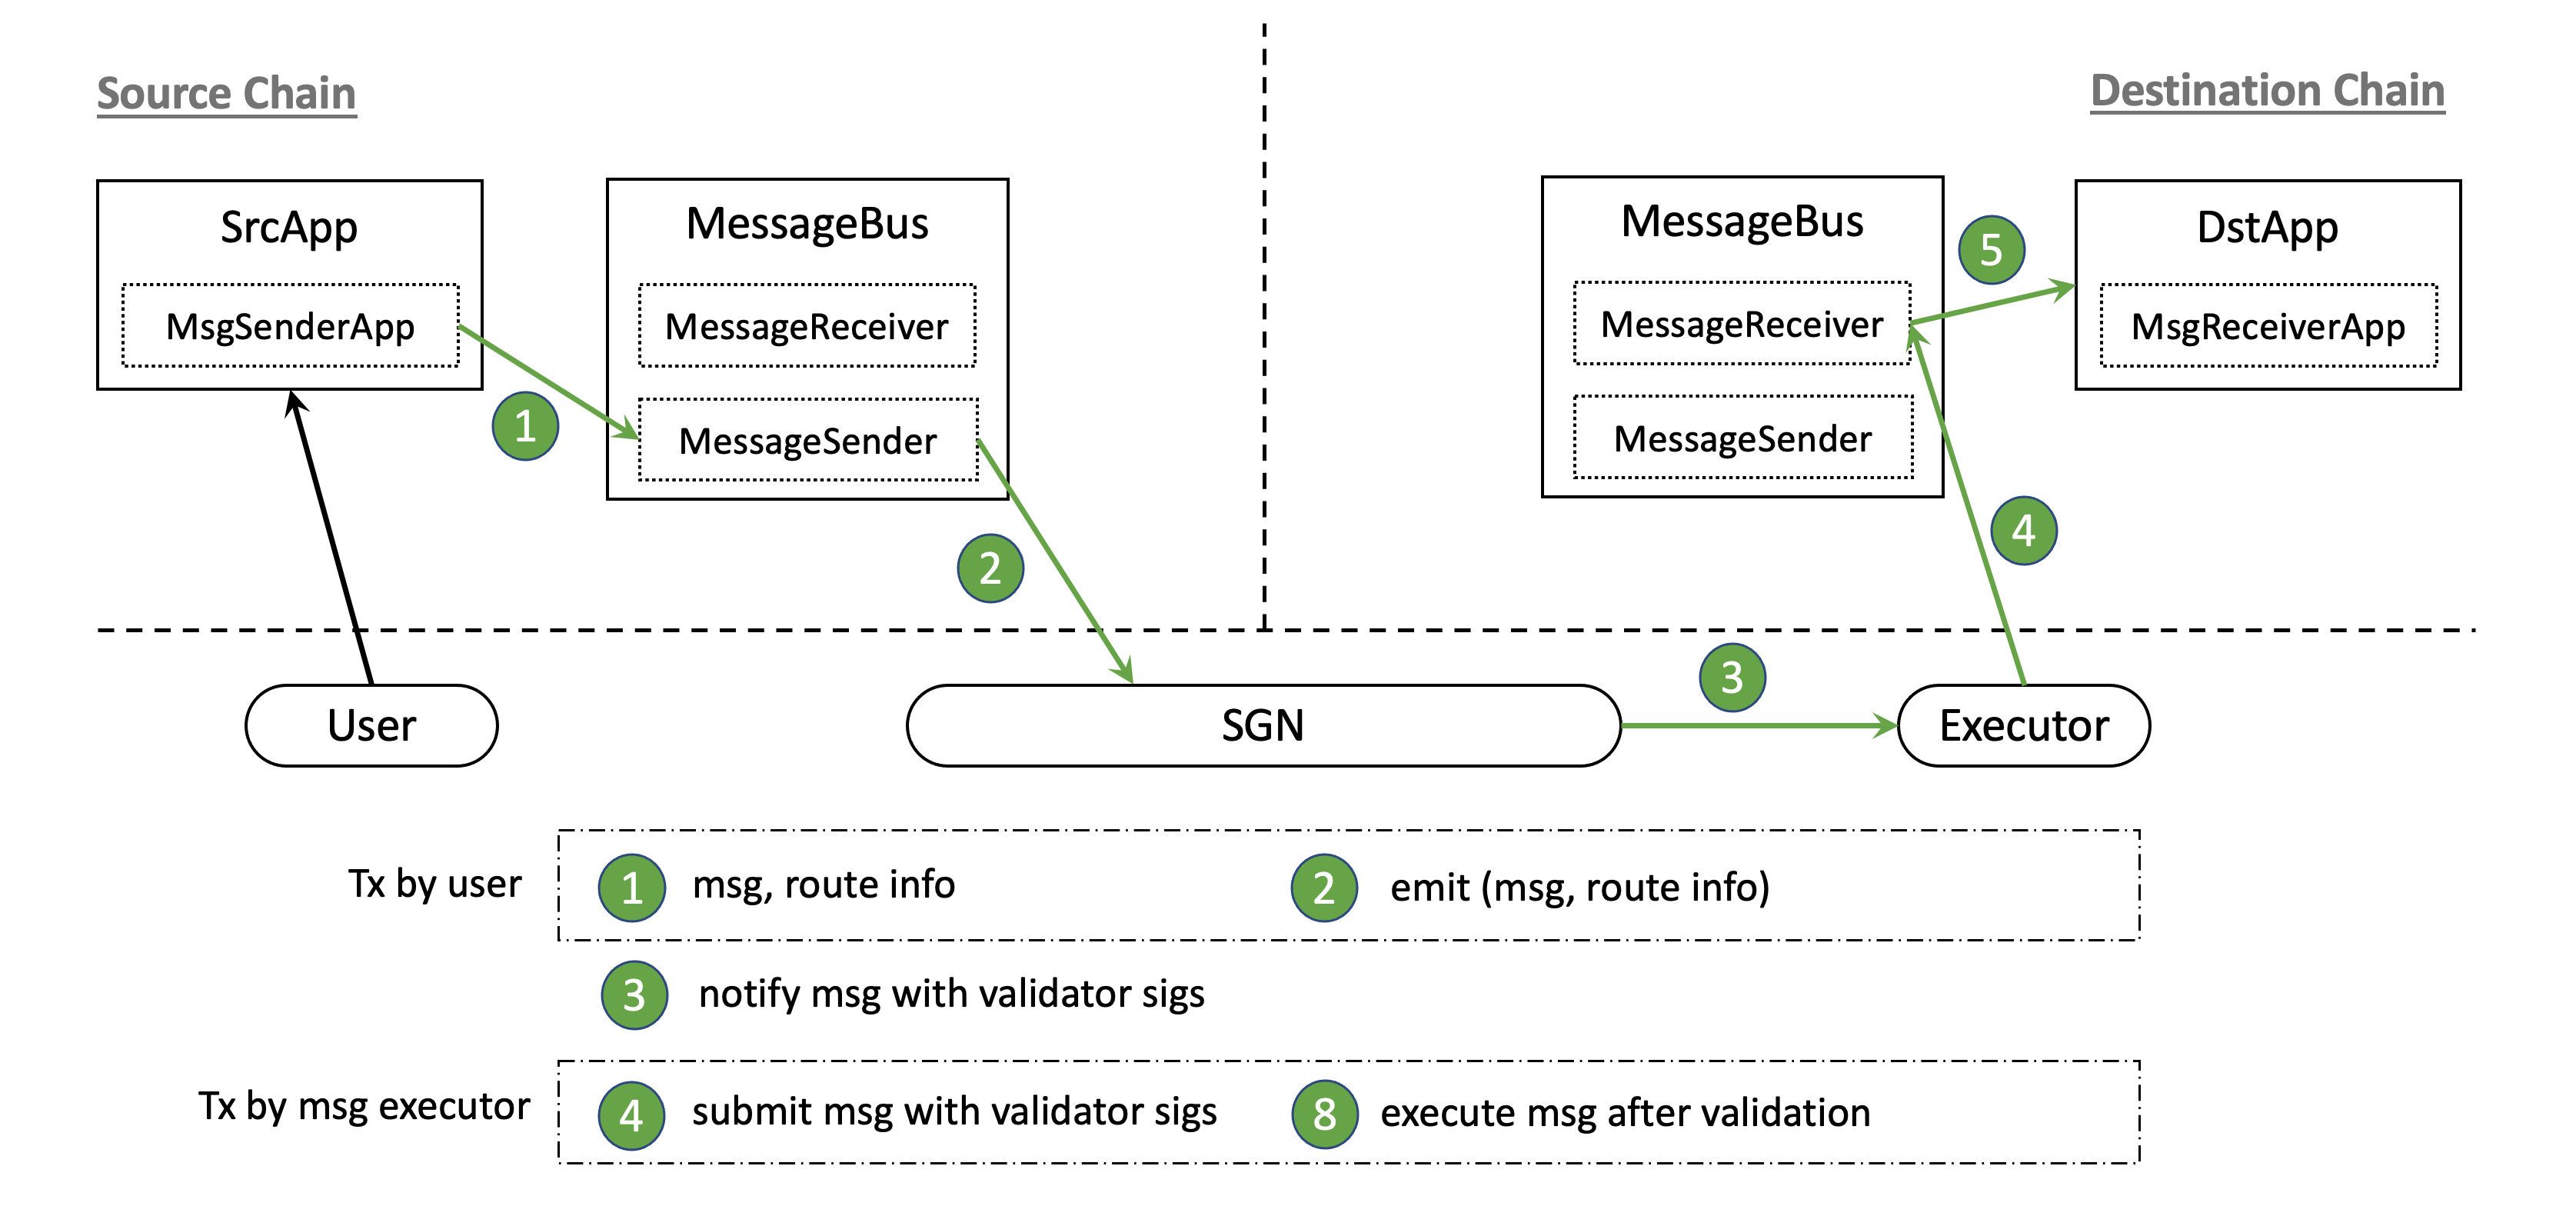 Source Chain
Destination Chain
SrcApp
MsgSenderApp
MessageBus
MessageReceiver
MessageSender
MessageBus
MessageReceiver
MessageSender
DstApp
MsgReceiverApp
1
2
3
4
5
User
SGN
Executor
Tx by user
1 msg, route info
2 emit (msg, route info)
3 notify msg with validator sigs
Tx by msg executor
4 submit msg with validator sigs
8 execute msg after validation